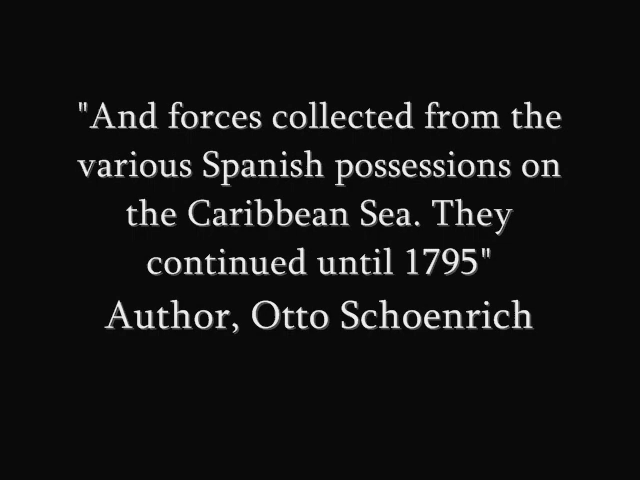 "And forces collected from the
various Spanish possessions on
the Caribbean Sea. They
continued until 1795"
Author, Otto Schoenrich